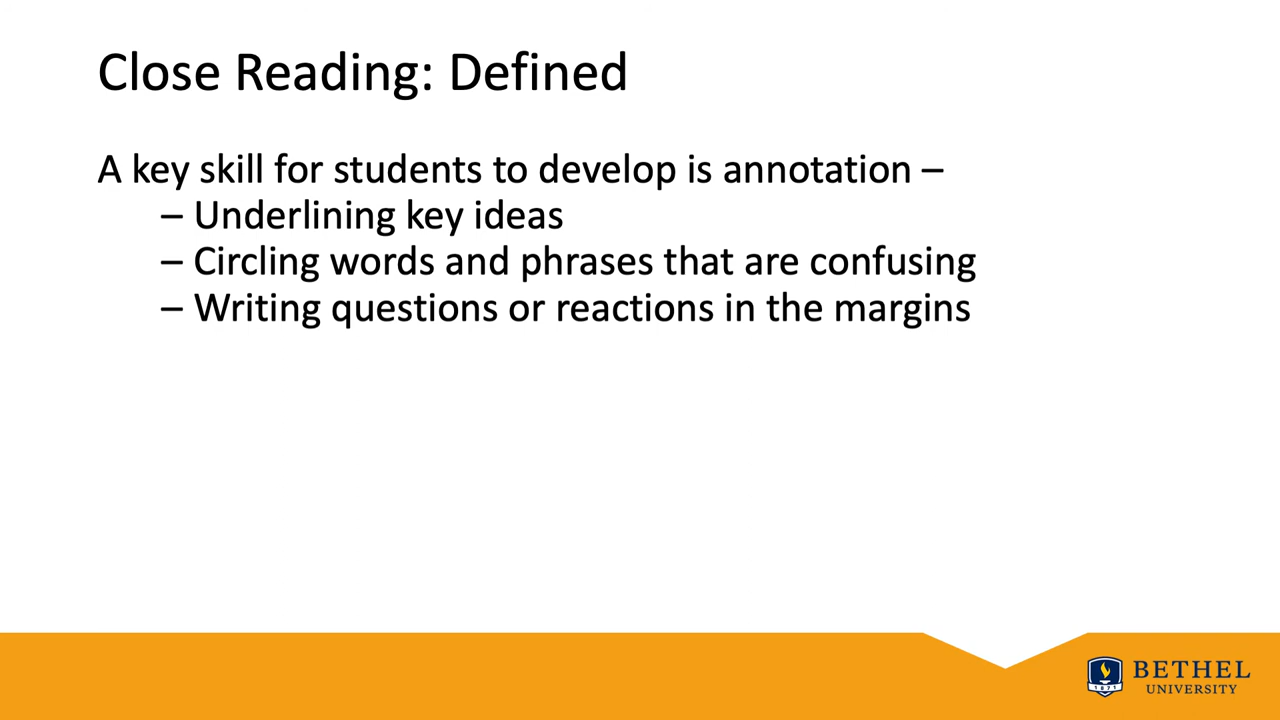 Close Reading: Defined
A key skill for students to develop is annotation –
– Underlining key ideas
– Circling words and phrases that are confusing
– Writing questions or reactions in the margins
1871
BETHEL
UNIVERSITY